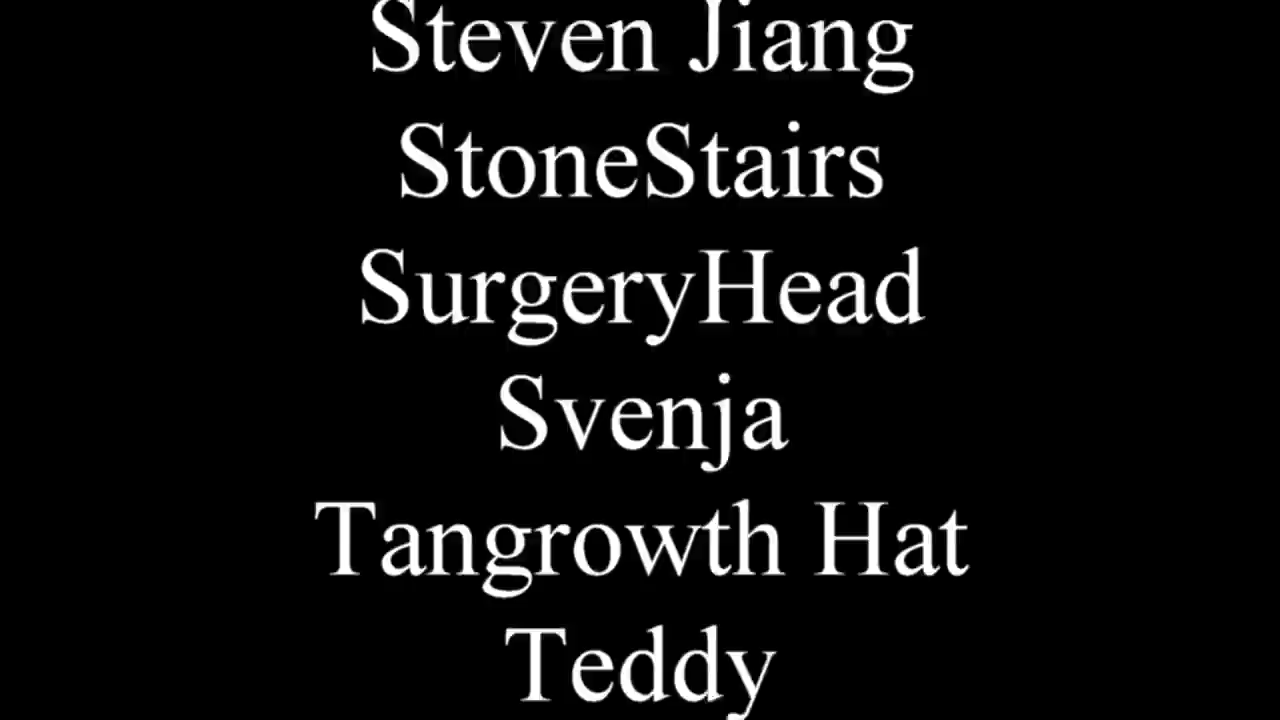 Steven Jiang
StoneStairs
SurgeryHead
Svenja
Tangrowth Hat
Teddy